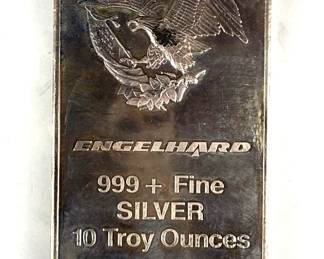 ENGELHARD
999 + Fine
SILVER
10 Troy Ounces